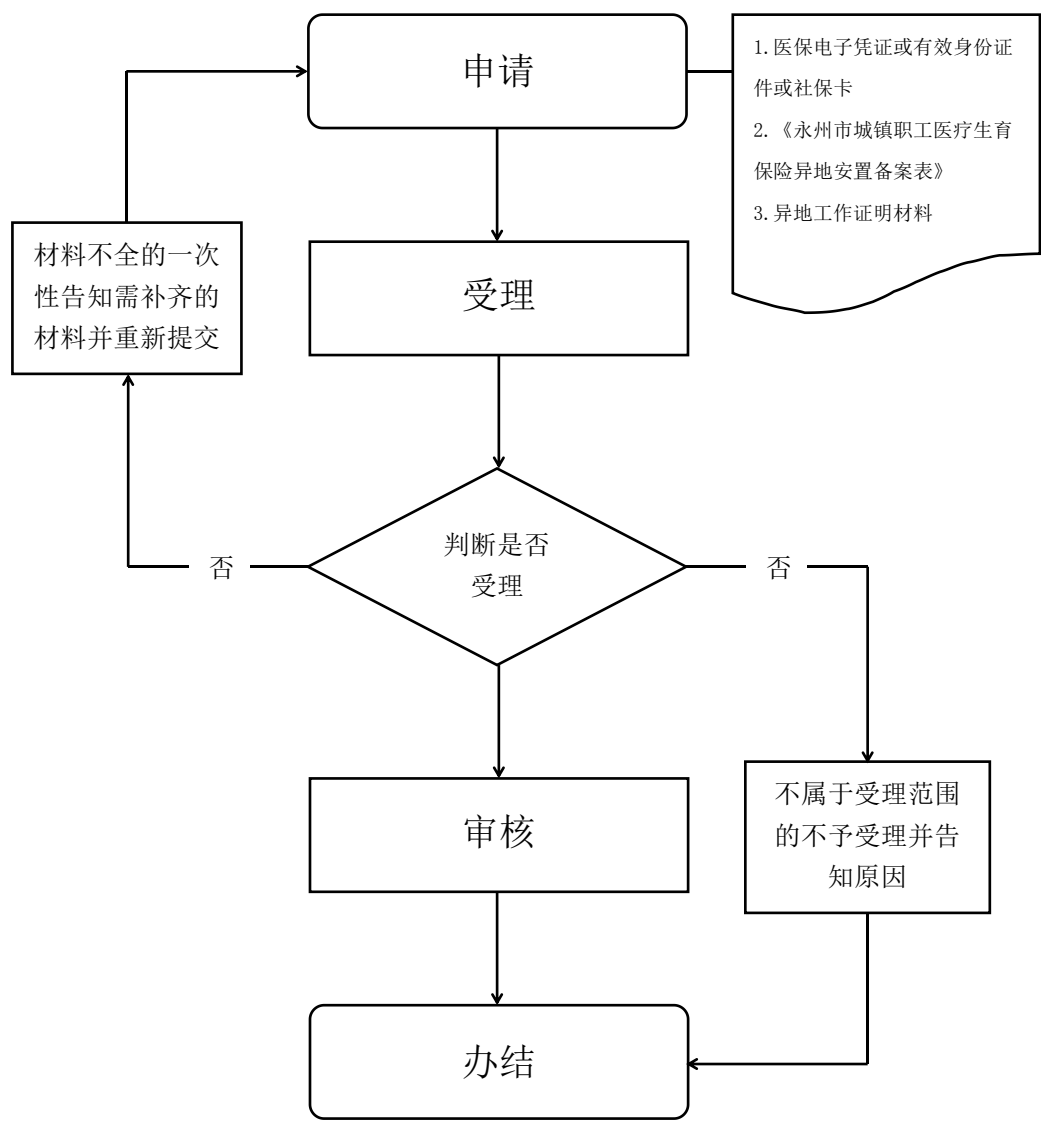 申请
1.医保电子凭证或有效身份证
件或社保卡
2.《永州市城镇职工医疗生育
保险异地安置备案表》
3.异地工作证明材料
材料不全的一次
性告知需补齐的
材料并重新提交
受理
判断是否
受理
否
否
审核
不属于受理范围
的不予受理并告
知原因
办结